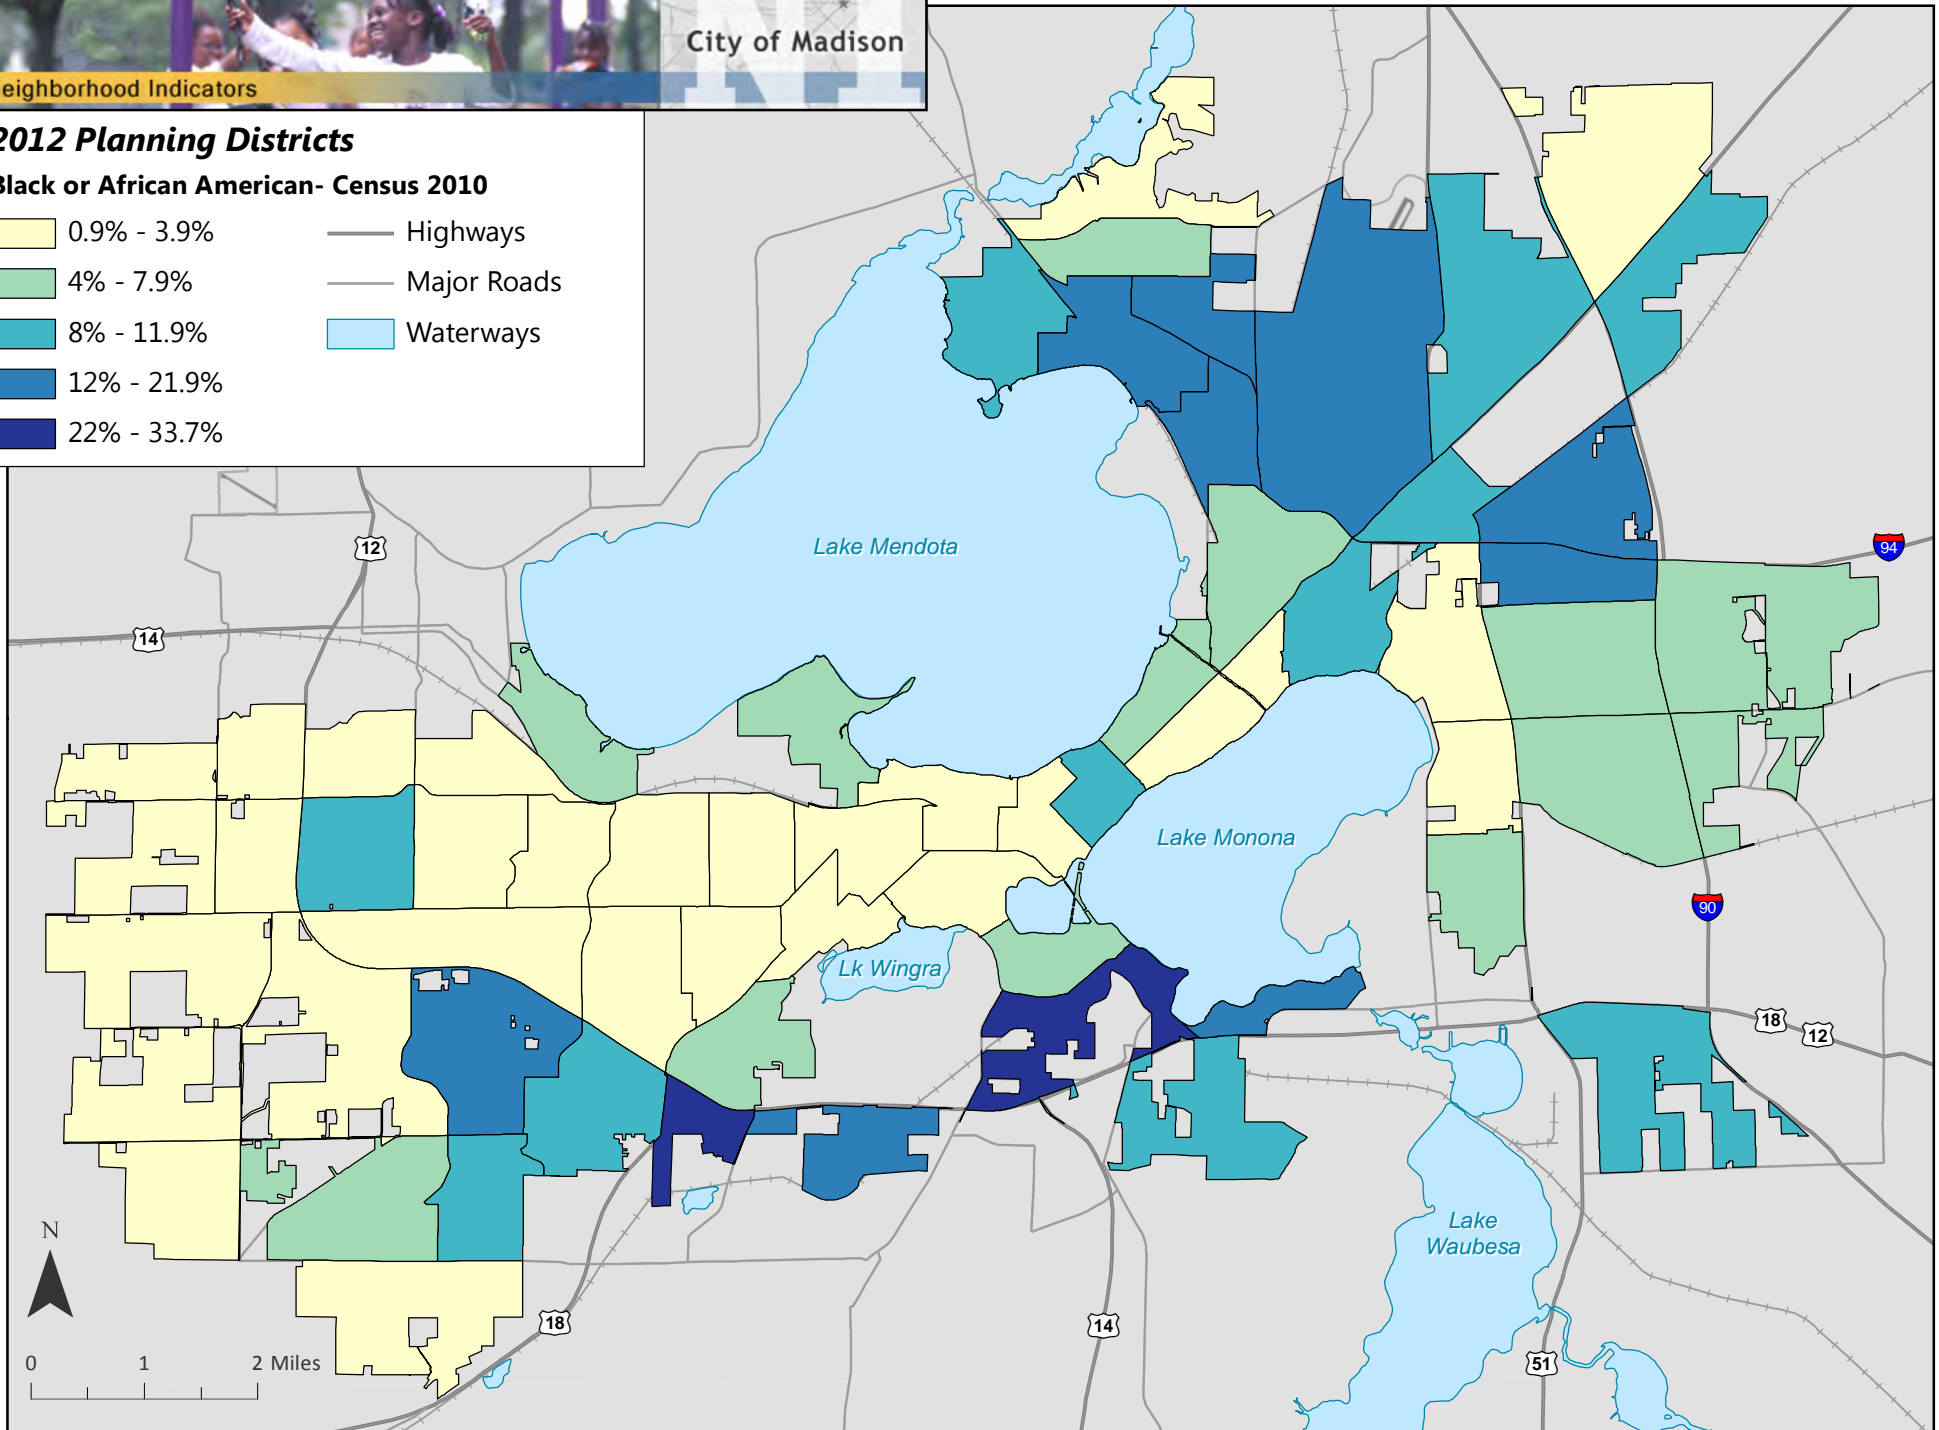 City of Madison
eighborhood Indicators
2012 Planning Districts
Black or African American- Census 2010
0.9% - 3.9%
Highways
4% - 7.9%
Major Roads
8% - 11.9%
Waterways
12% - 21.9%
22% - 33.7%
12
Lake Mendota
94
14
Lake Monona
90
Lk Wingra
18
12
N
Lake
Waubesa
18
14
0 1 2 Miles
51